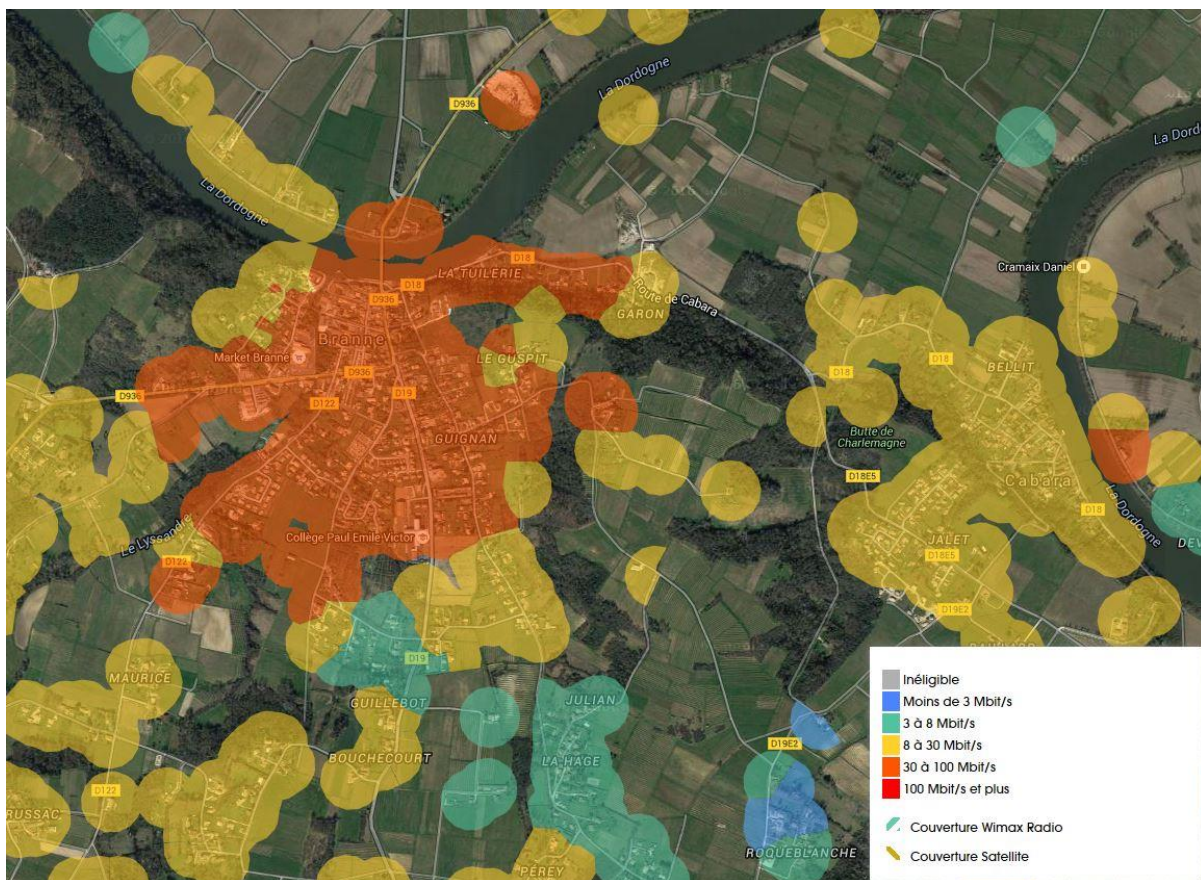 La Dordogne
D936
La Dordogne
La Dordogne
D18
LA TUILERIE
D18
Cramaix Daniel
D936
Route de Cabara
GARON
Branne
Market Branne
LE GUSPIT
D18
BELLIT
D936
D18
D936
D19
D122
Butte de
Charlemagne
GUIGNAN
D18E5
Cabara
La Dordogne
D18
Le Lyssandre
Collège Paul Emile Victor
JALET
D18E5
D122
D19E2
D19
MAURICE
GUILLEBOT
JULIAN
D19E2
BOUCHECOURT
LA HAGE
D122
RUSSAC
ROQUEBLANCHE
PEREY
Inéligible
Moins de 3 Mbit/s
3 à 8 Mbit/s
8 à 30 Mbit/s
30 à 100 Mbit/s
100 Mbit/s et plus
Couverture Wimax Radio
Couverture Satellite